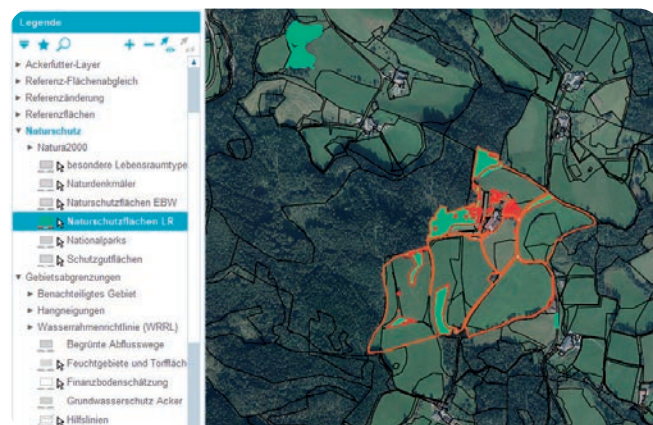 Legende
Ackerfutter-Layer
Referenz-Flächenabgleich
Referenzänderung
Referenzflächen
Naturschutz
Natura2000
besondere Lebensraumtype
Naturdenkmäler
Naturschutzflächen EBW
Naturschutzflächen LR
Nationalparks
Schutzgutflächen
Gebietsabgrenzungen
Benachteiligtes Gebiet
Hangneigungen
Wasserrahmenrichtlinie (WRRL)
Begrünte Abflusswege
Feuchtgebiete und Torfläch
Finanzbodenschätzung
Grundwasserschutz Acker
Hilfslinien